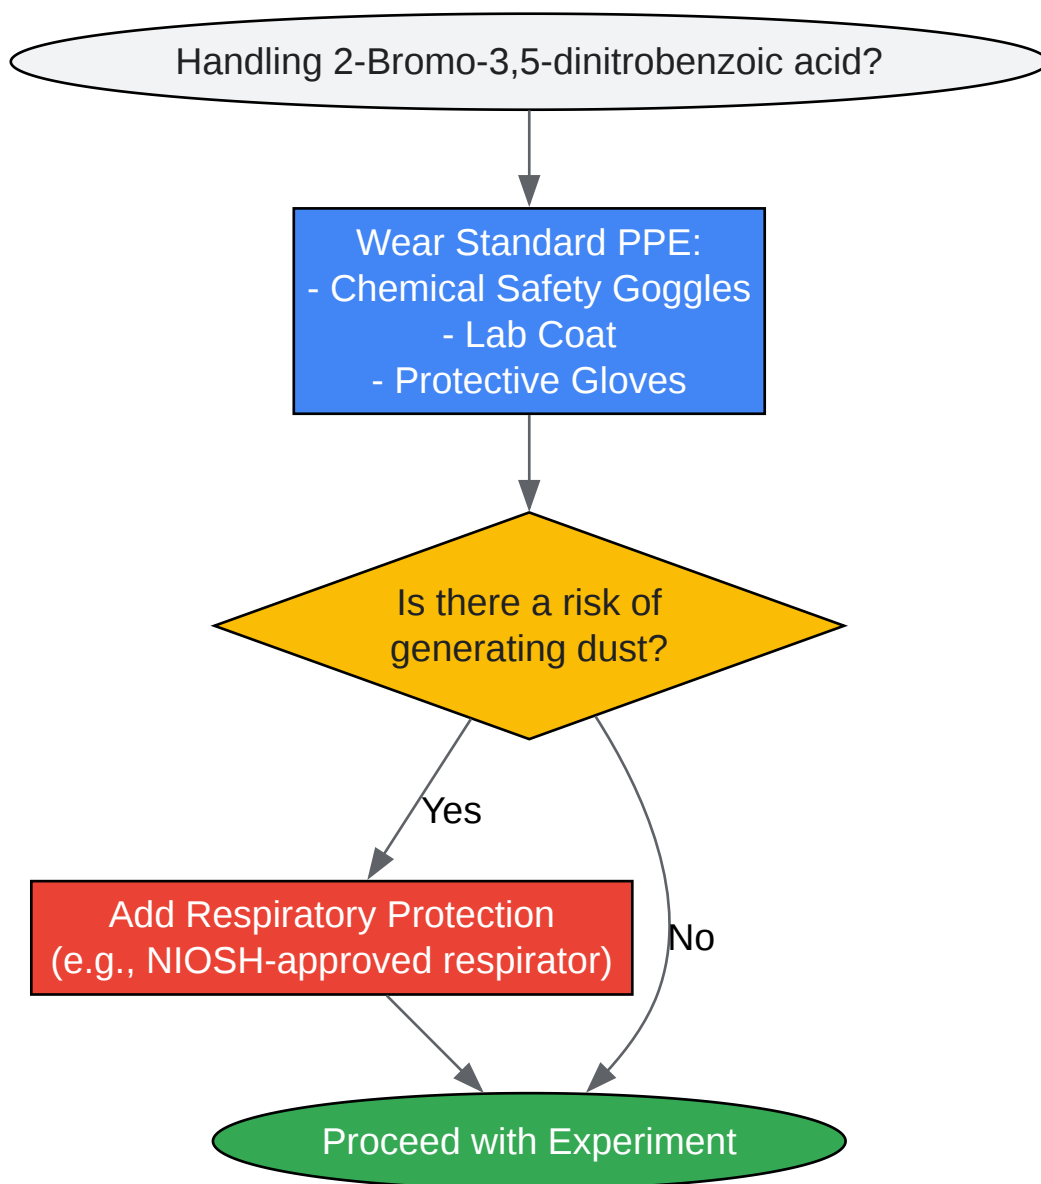 Handling 2-Bromo-3,5-dinitrobenzoic acid?
Wear Standard PPE:
- Chemical Safety Goggles
- Lab Coat
- Protective Gloves
Is there a risk of
generating dust?
Yes
Add Respiratory Protection
(e.g., NIOSH-approved respirator)
No
Proceed with Experiment